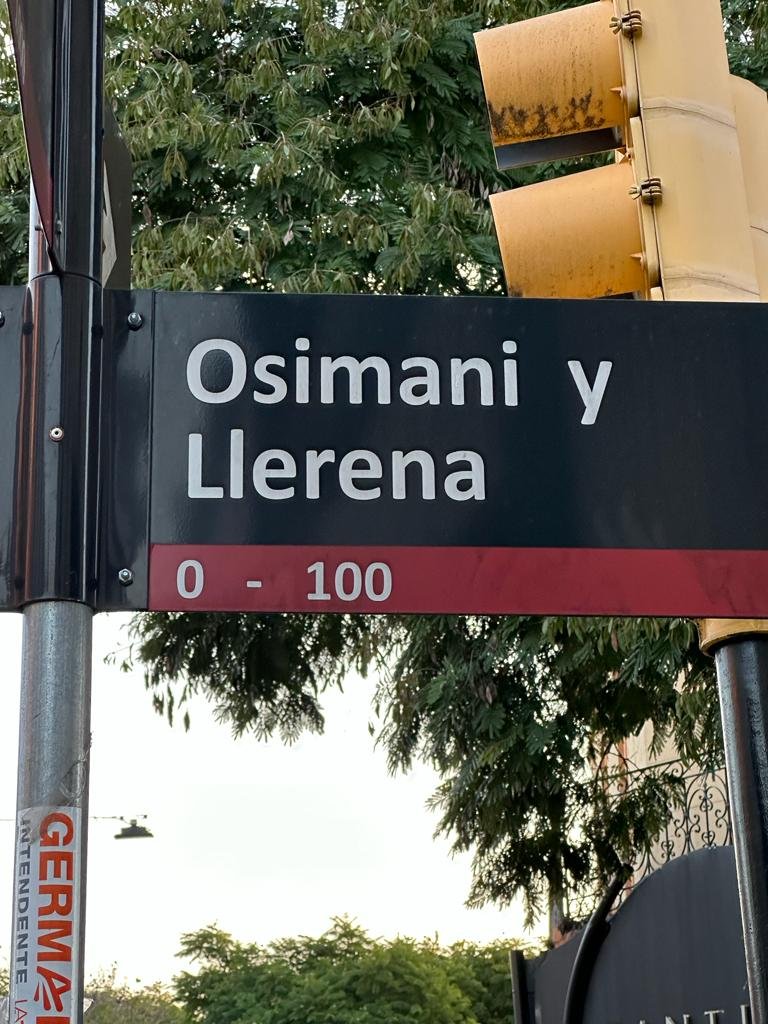 Osimani y
Llerena
0 - 100
GERMA
INTENDENTE